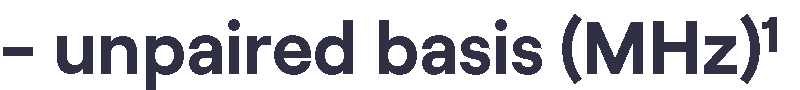 – unpaired basis (MHz)¹